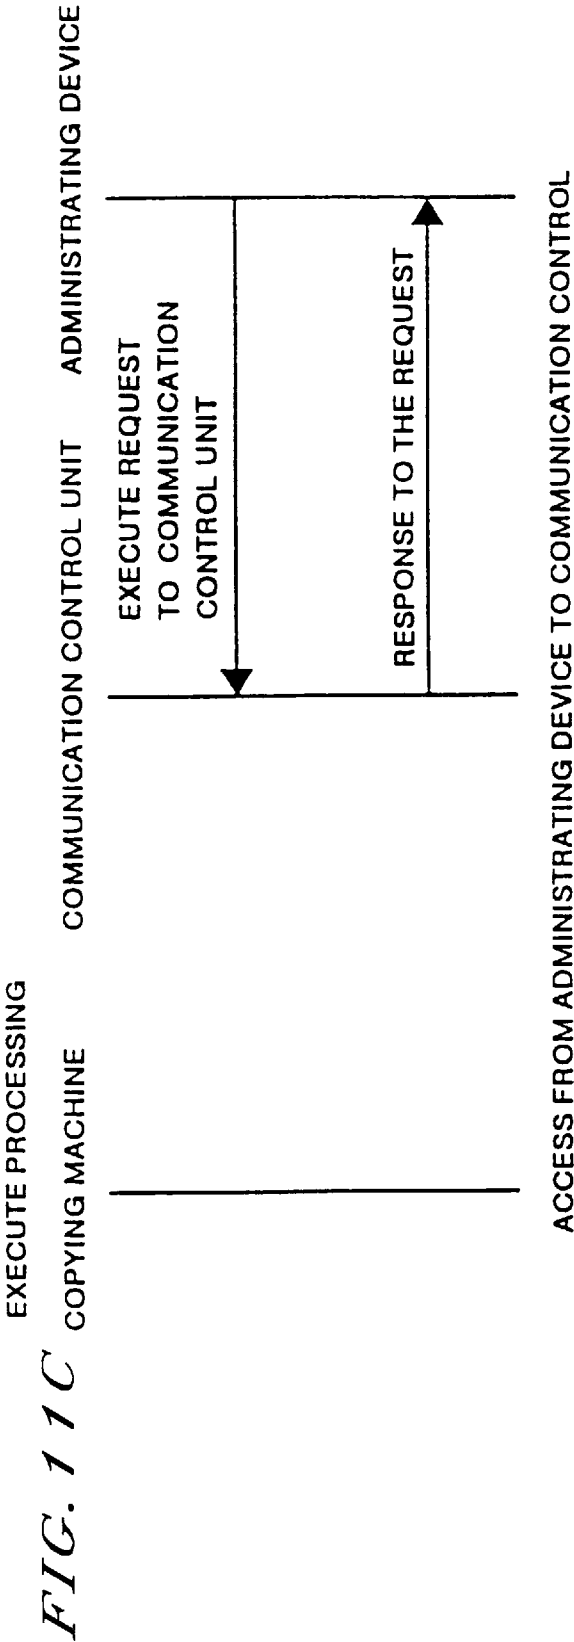 EXECUTE PROCESSING
FIG. 11C
COPYING MACHINE
COMMUNICATION CONTROL UNIT
ADMINISTRATING DEVICE
EXECUTE REQUEST
TO COMMUNICATION
CONTROL UNIT
RESPONSE TO THE REQUEST
ACCESS FROM ADMINISTRATING DEVICE TO COMMUNICATION CONTROL